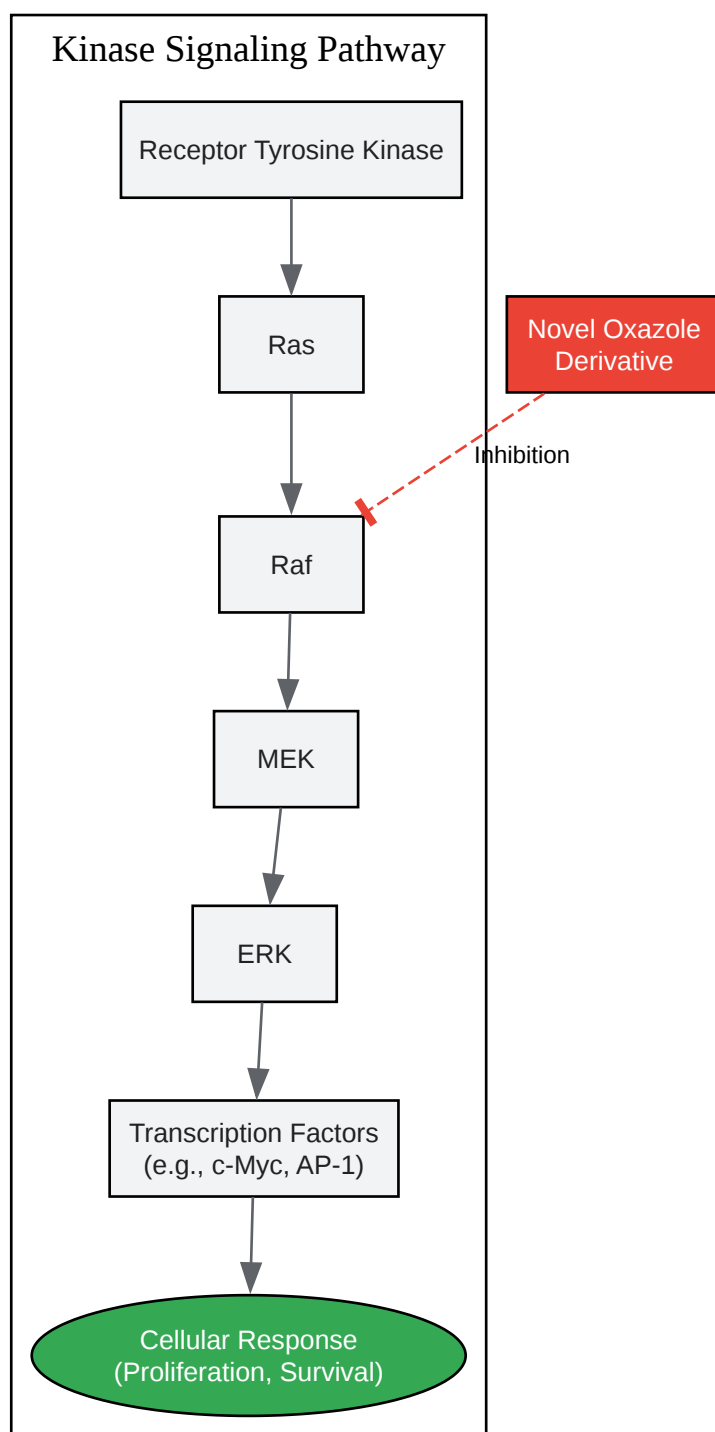 Kinase Signaling Pathway
Receptor Tyrosine Kinase
Ras
Novel Oxazole
Derivative
Inhibition
Raf
MEK
ERK
Transcription Factors
(e.g., c-Myc, AP-1)
Cellular Response
(Proliferation, Survival)